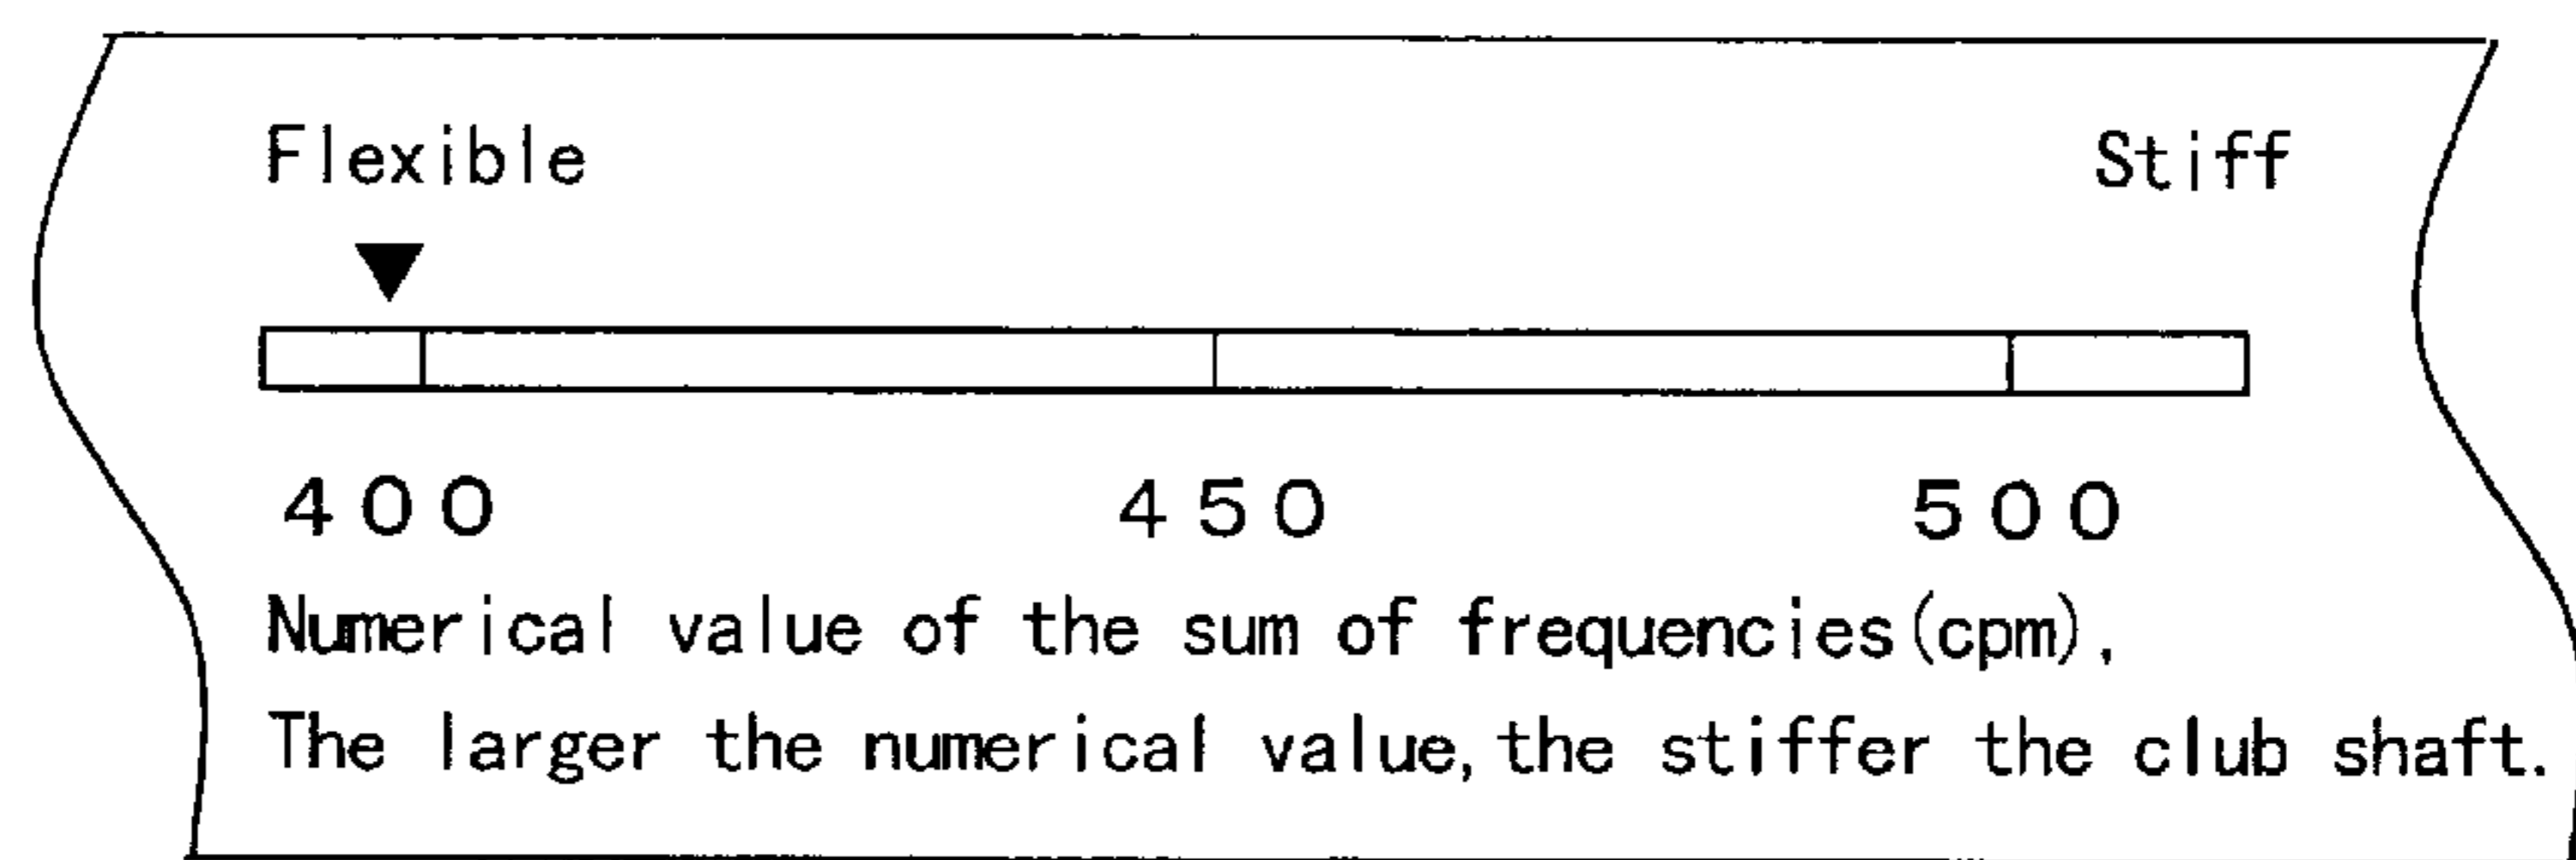 Flexible Stiff
400 450 500
Numerical value of the sum of frequencies(cpm),
The larger the numerical value,the stiffer the club shaft.